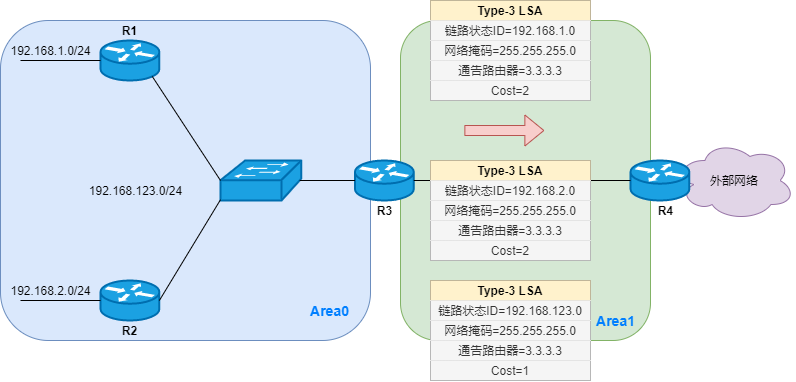 Type-3 LSA
链路状态ID=192.168.1.0
网络掩码=255.255.255.0
通告路由器=3.3.3.3
Cost=2
R1
192.168.1.0/24
Type-3 LSA
链路状态ID=192.168.2.0
网络掩码=255.255.255.0
通告路由器=3.3.3.3
Cost=2
192.168.123.0/24
R3
R4
外部网络
192.168.2.0/24
R2
Area0
Type-3 LSA
链路状态ID=192.168.123.0
网络掩码=255.255.255.0
通告路由器=3.3.3.3
Cost=1
Area1